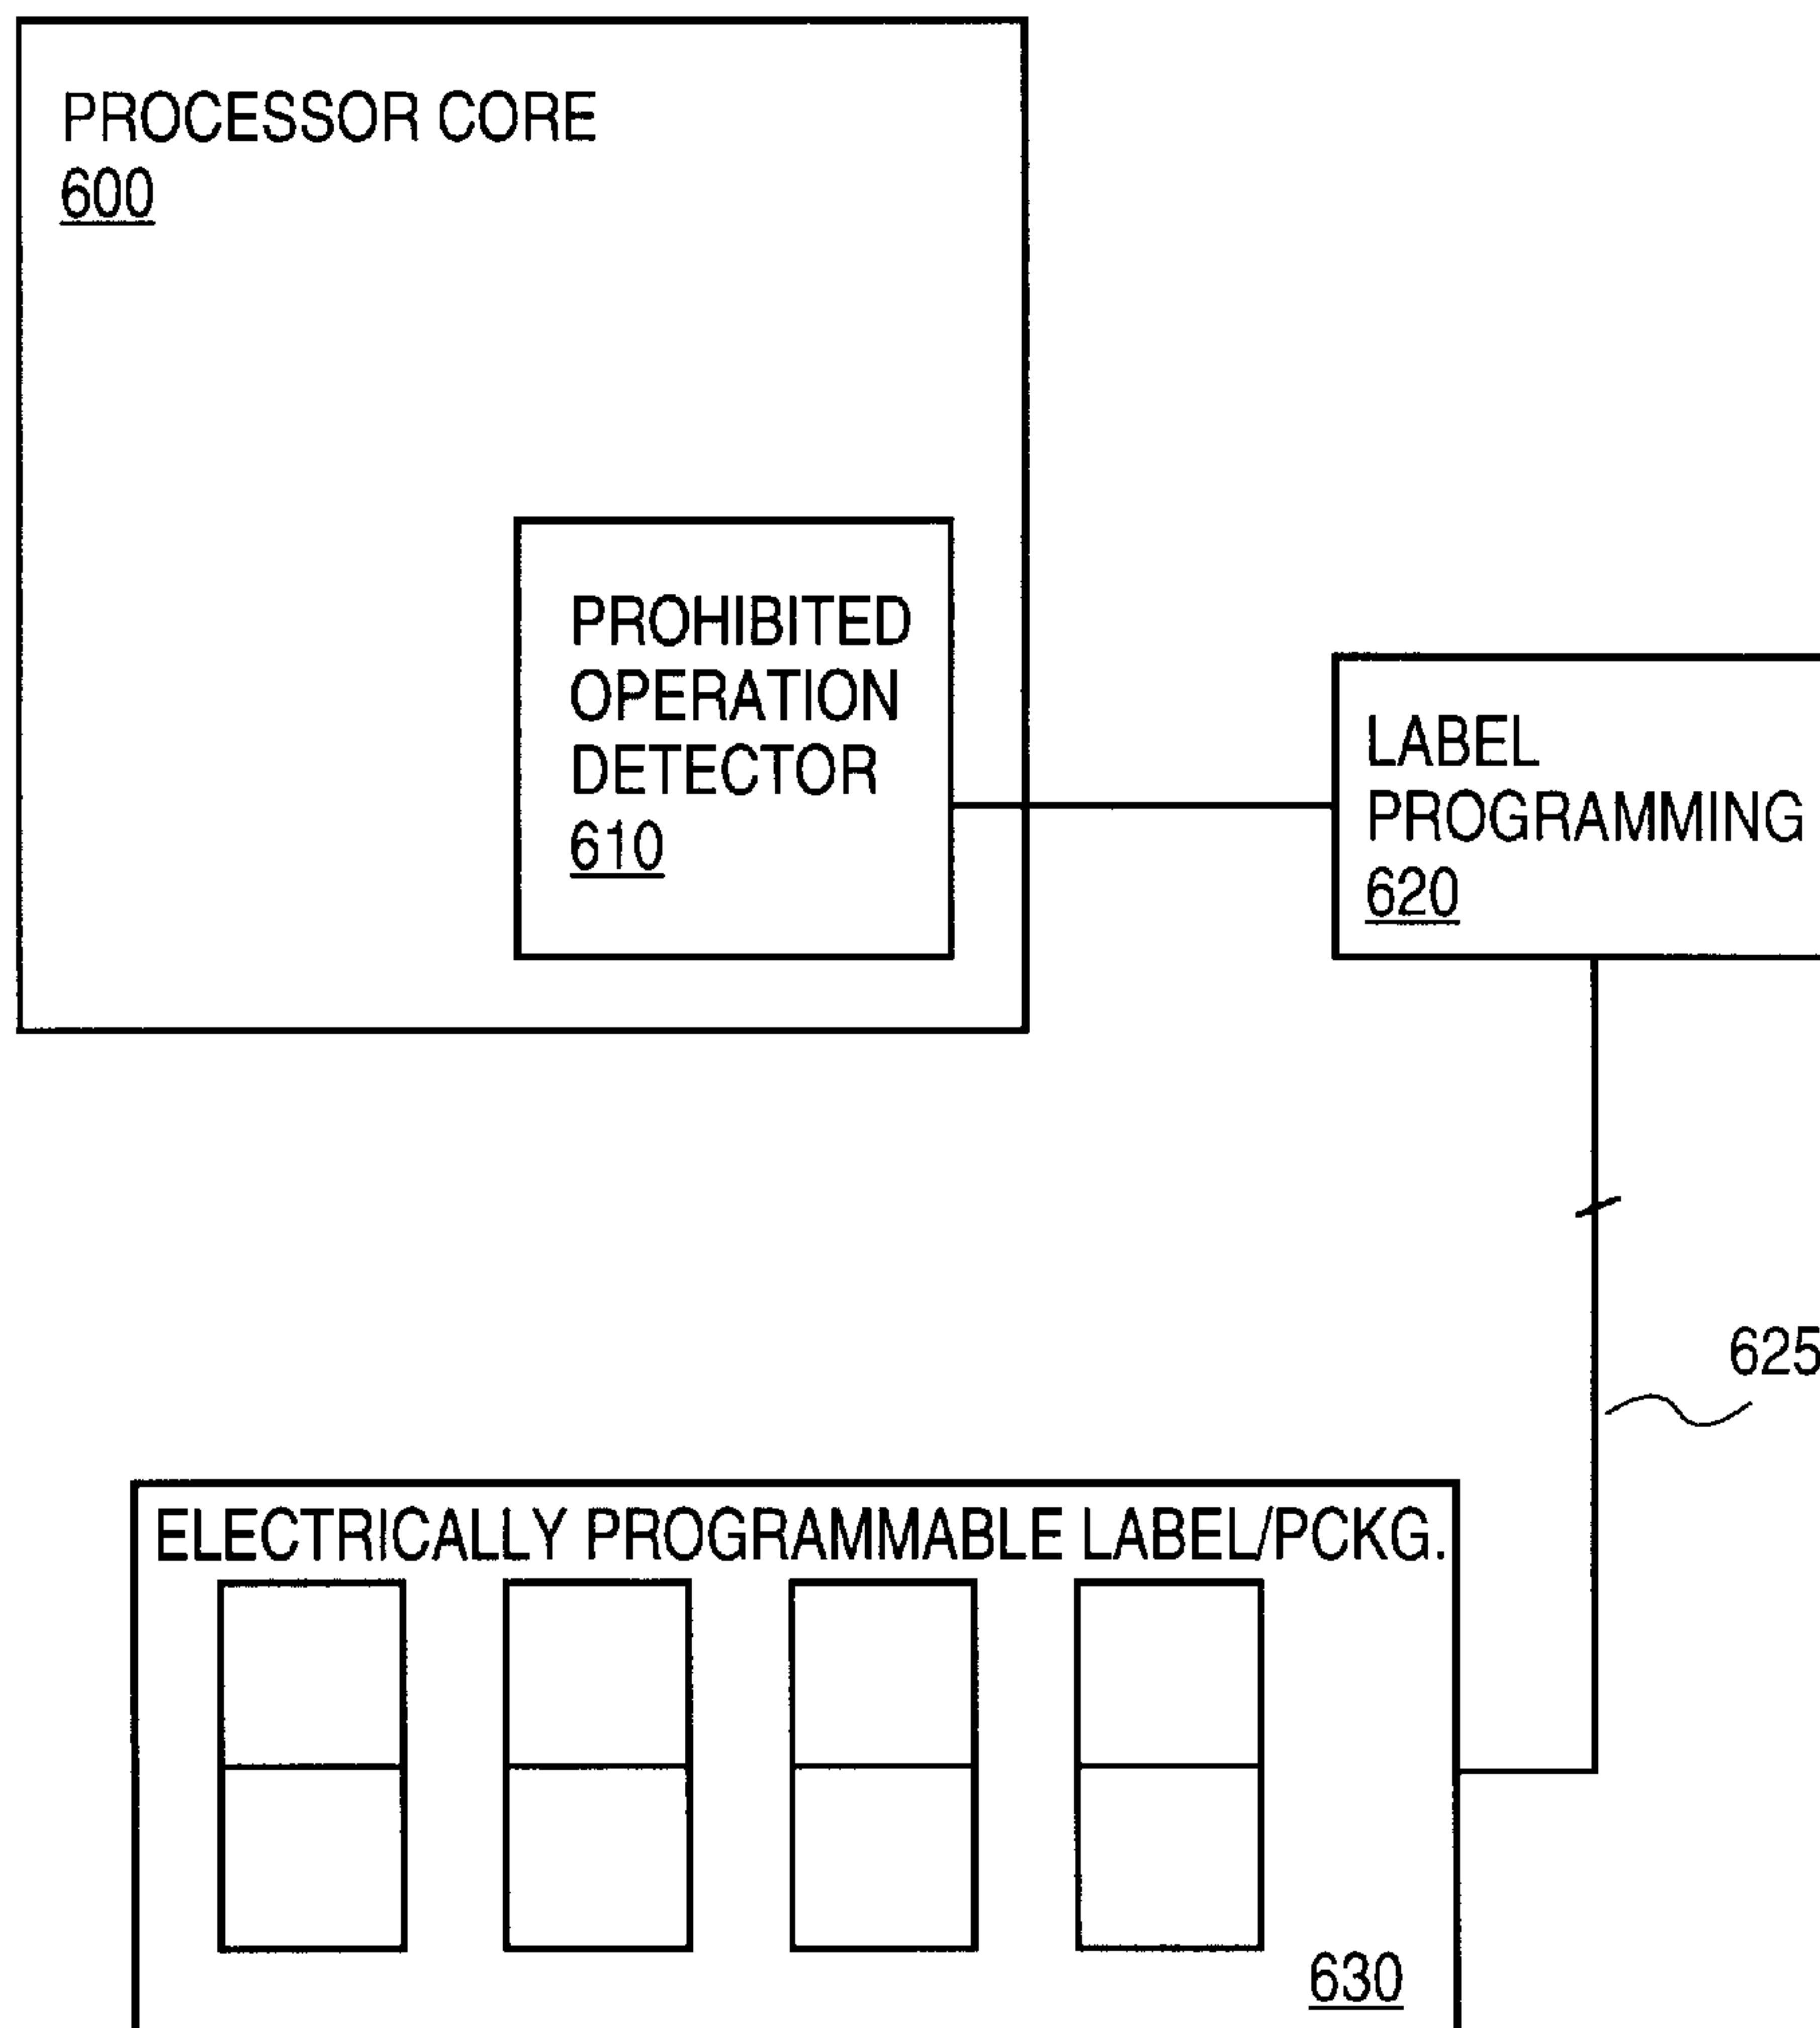 PROCESSOR CORE
600
PROHIBITED
OPERATION
DETECTOR
610
LABEL
PROGRAMMING
620
625
ELECTRICALLY PROGRAMMABLE LABEL/PCKG.
630